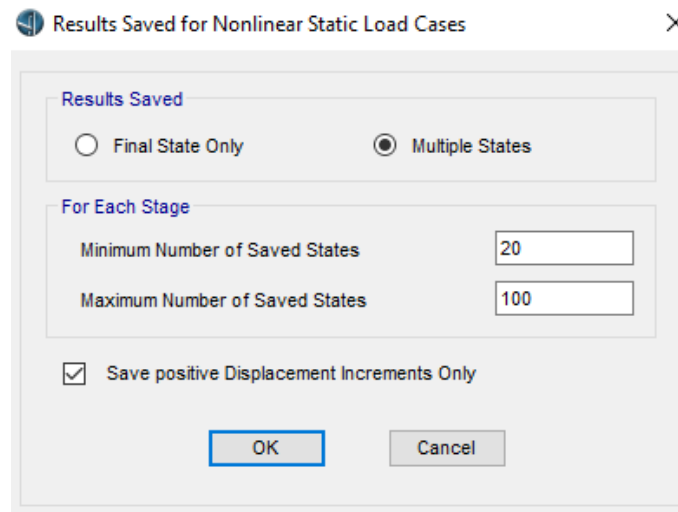 Results Saved for Nonlinear Static Load Cases
Results Saved
Final State Only Multiple States
For Each Stage
Minimum Number of Saved States 20
Maximum Number of Saved States 100
Save positive Displacement Increments Only
OK Cancel